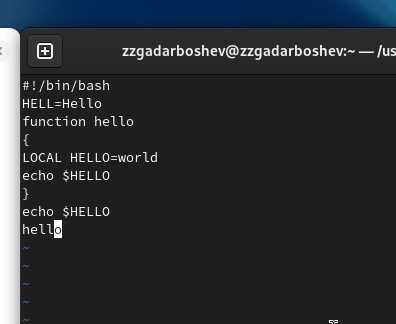 zzgadarboshev@zzgadarboshev:~ — /us
#!/bin/bash
HELL=Hello
function hello
{
LOCAL HELLO=world
echo $HELLO
}
echo $HELLO
hello
~
~
~
~
~